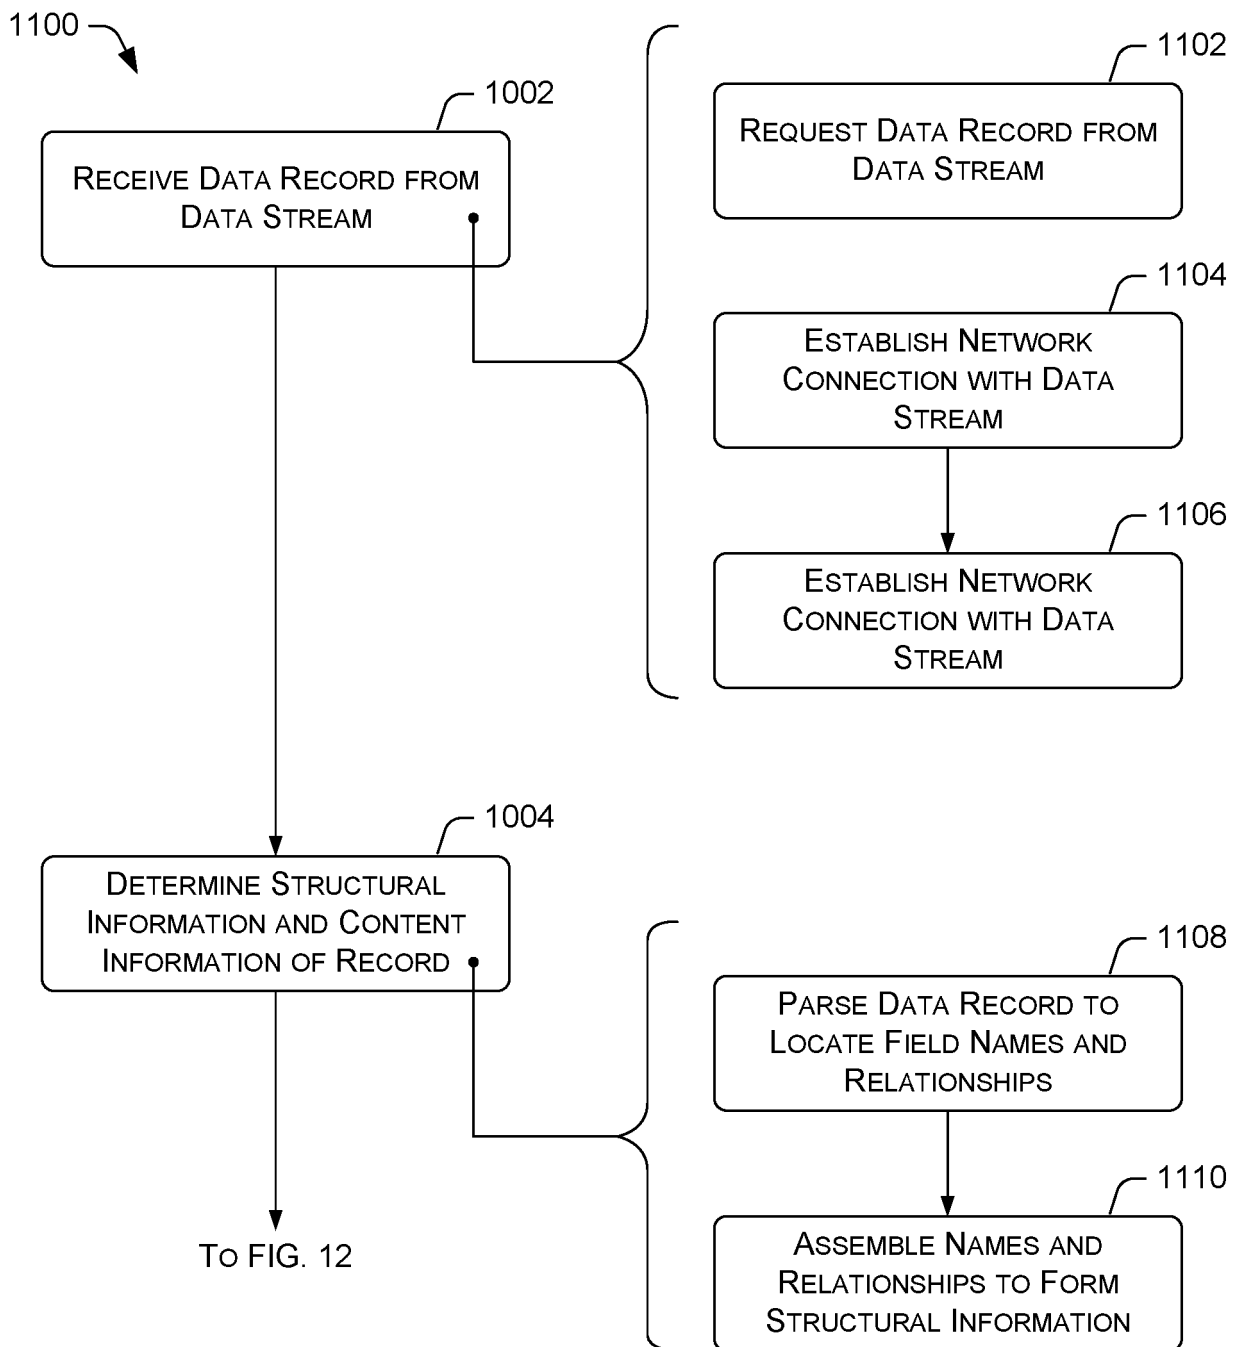 1100
1002
RECEIVE DATA RECORD FROM
DATA STREAM
1102
REQUEST DATA RECORD FROM
DATA STREAM
1104
ESTABLISH NETWORK
CONNECTION WITH DATA
STREAM
1106
ESTABLISH NETWORK
CONNECTION WITH DATA
STREAM
1004
DETERMINE STRUCTURAL
INFORMATION AND CONTENT
INFORMATION OF RECORD
1108
PARSE DATA RECORD TO
LOCATE FIELD NAMES AND
RELATIONSHIPS
1110
ASSEMBLE NAMES AND
RELATIONSHIPS TO FORM
STRUCTURAL INFORMATION
TO FIG. 12